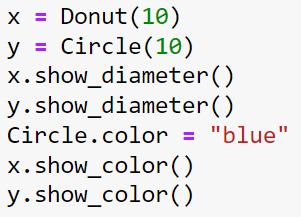 x = Donut(10)
y = Circle(10)
x.show_diameter()
y.show_diameter()
Circle.color = "blue"
x.show_color()
y.show_color()